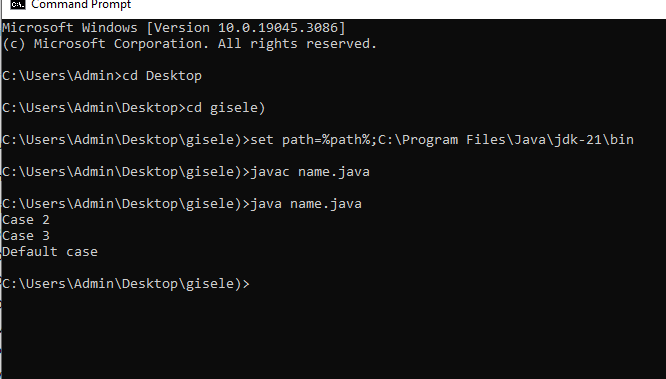 Command Prompt
Microsoft Windows [Version 10.0.19045.3086]
(c) Microsoft Corporation. All rights reserved.
C:\Users\Admin>cd Desktop
C:\Users\Admin\Desktop>cd gisele)
C:\Users\Admin\Desktop\gisele)>set path=%path%;C:\Program Files\Java\jdk-21\bin
C:\Users\Admin\Desktop\gisele)>javac name.java
C:\Users\Admin\Desktop\gisele)>java name.java
Case 2
Case 3
Default case
C:\Users\Admin\Desktop\gisele)>